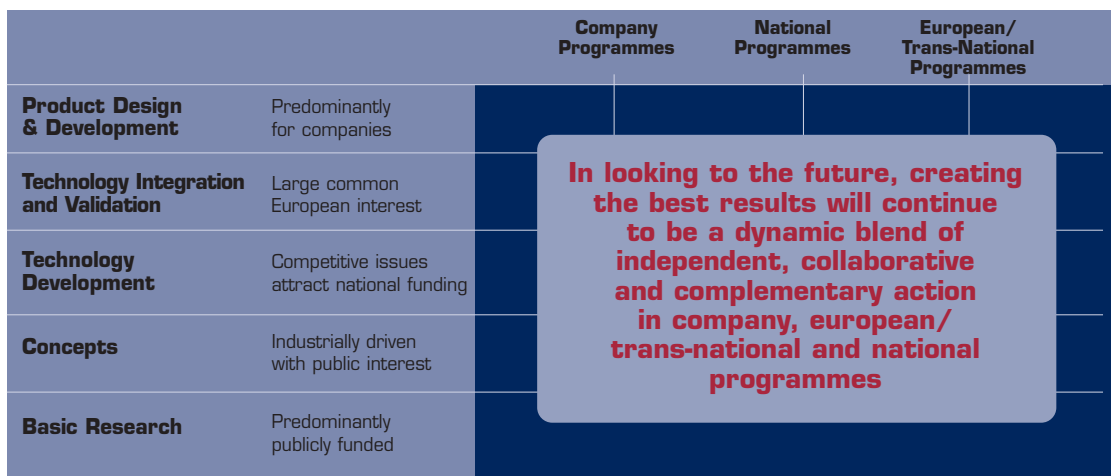 Company
Programmes
National
Programmes
European/
Trans-National
Programmes
Product Design
& Development
Predominantly
for companies
Technology Integration
and Validation
Large common
European interest
Technology
Development
Competitive issues
attract national funding
Concepts
Industrially driven
with public interest
Basic Research
Predominantly
publicly funded
In looking to the future, creating
the best results will continue
to be a dynamic blend of
independent, collaborative
and complementary action
in company, european/
trans-national and national
programmes